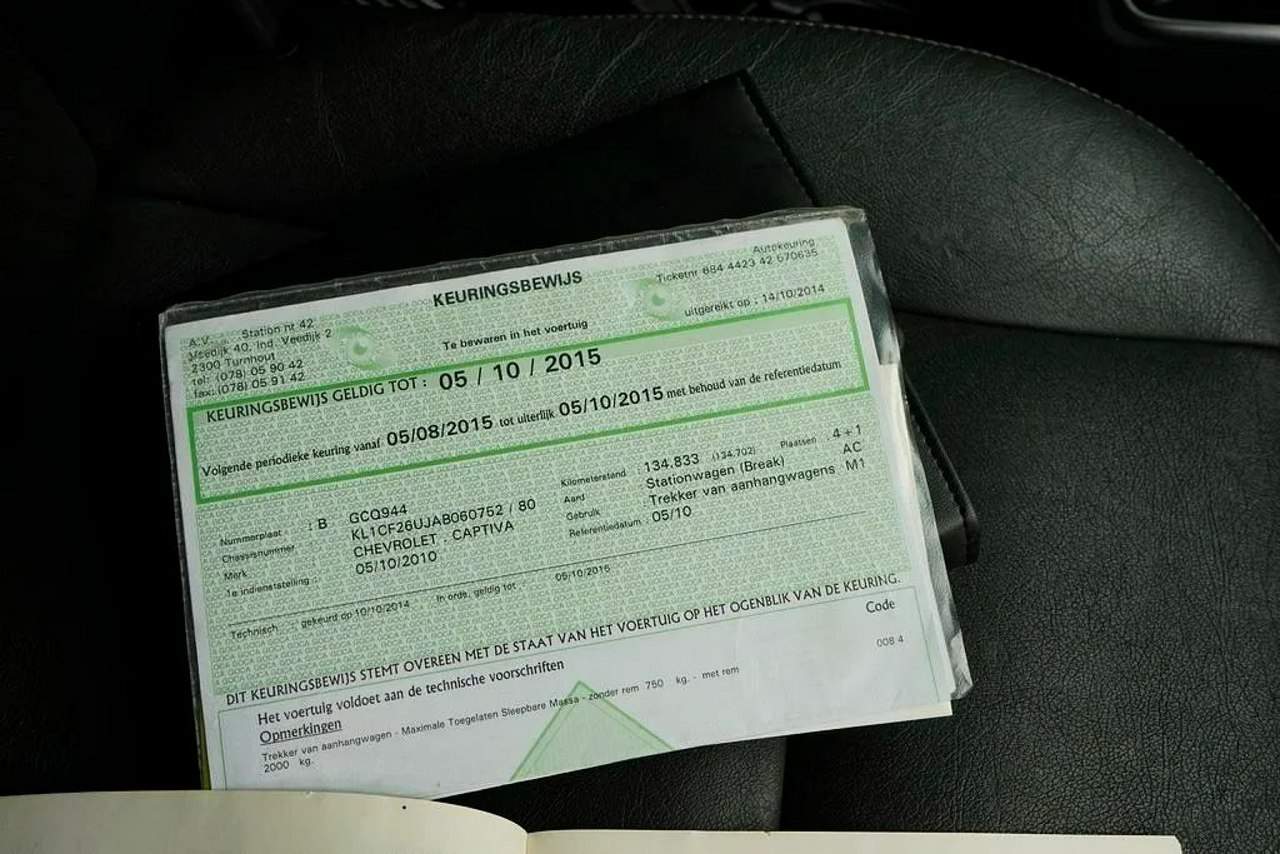 KEURINGSBEWIJS
Autokeuring
Ticketnr 684 4423 42 570635
A.V. Station nr 42
Veedijk 40, Ind. Veedijk 2
2300 Turnhout
tel: (078) 05 90 42
fax: (078) 05 91 42
Te bewaren in het voertuig
uitgereikt op : 14/10/2014
KEURINGSBEWIJS GELDIG TOT : 05 / 10 / 2015
Volgende periodieke keuring vanaf 05/08/2015 tot uiterlijk 05/10/2015 met behoud van de referentiedatum
Nummerplaat : B GCQ944
Chassisnummer : KL1CF26UJAB060752 / 80
Merk : CHEVROLET . CAPTIVA
1e indienststelling : 05/10/2010
Kilometerstand 134.833 (134.702) Plaatsen . 4+1
Aard Stationwagen (Break) AC
Gebruik Trekker van aanhangwagens M1
Referentiedatum . 05/10
Technisch gekeurd op 10/10/2014 In orde, geldig tot : 05/10/2015
DIT KEURINGSBEWIJS STEMT OVEREEN MET DE STAAT VAN HET VOERTUIG OP HET OGENBLIK VAN DE KEURING.
Het voertuig voldoet aan de technische voorschriften
Code
Opmerkingen
Trekker van aanhangwagen - Maximale Toegelaten Sleepbare Massa - zonder rem 750 kg. - met rem 008 4
2000 kg.